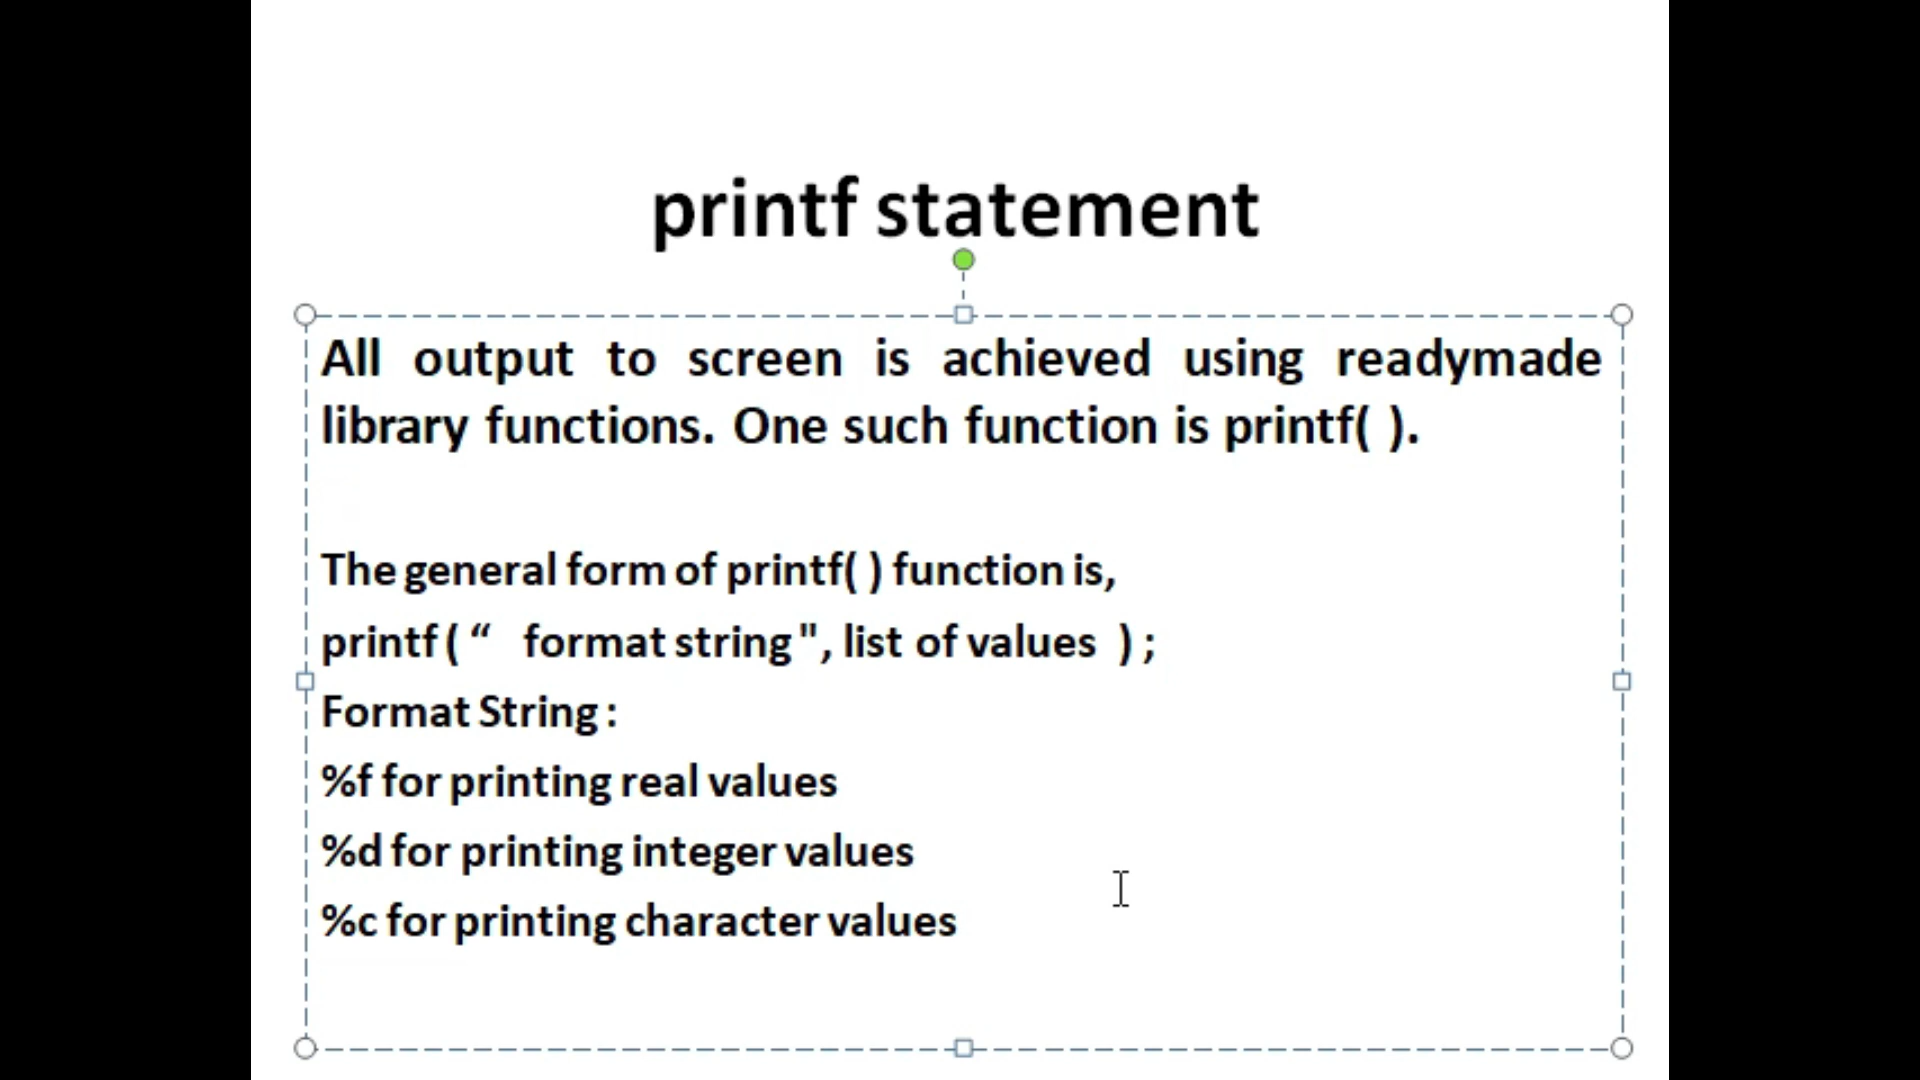 printf statement
All output to screen is achieved using readymade
library functions. One such function is printf( ).
The general form of printf( ) function is,
printf ( “ format string ", list of values ) ;
Format String :
%f for printing real values
%d for printing integer values
%c for printing character values